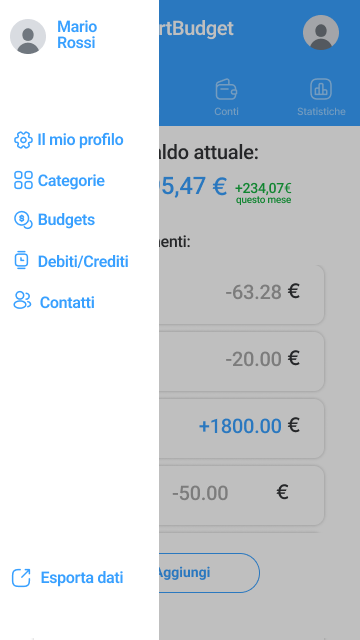 Mario
Rossi
rtBudget
Conti
Statistiche
Il mio profilo
aldo attuale:
Categorie
5,47 € +234,07€
questo mese
Budgets
enti:
Debiti/Crediti
-63.28 €
Contatti
-20.00 €
+1800.00 €
-50.00 €
Esporta dati
Aggiungi